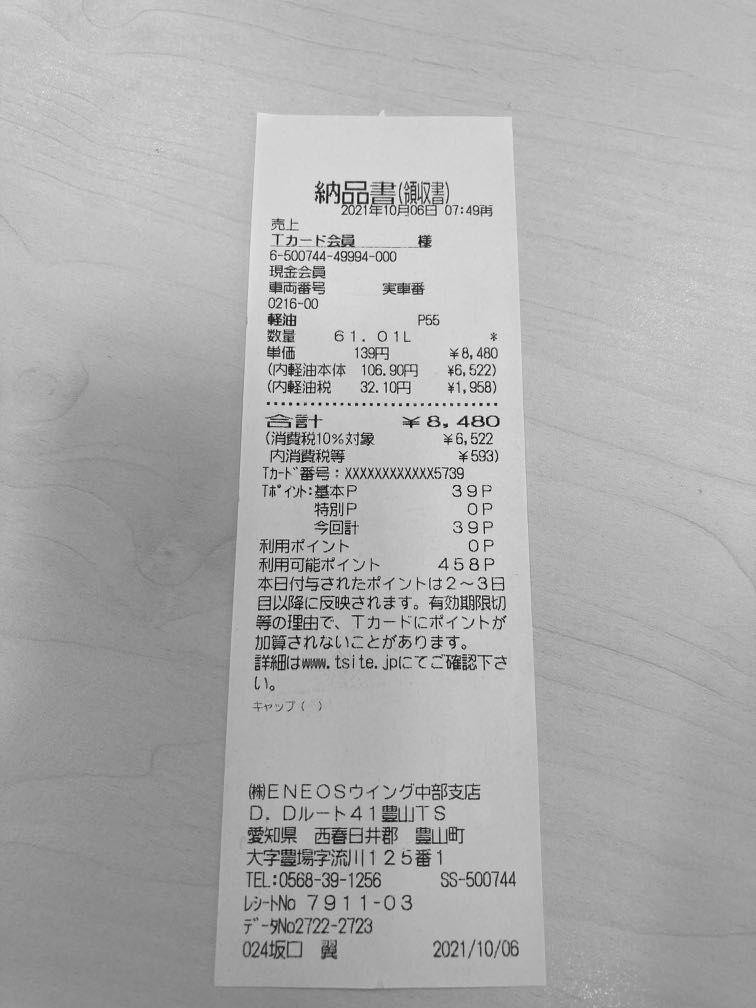 納品書(領収書)
2021年10月06日 07:49再
売上
Tカード会員 様
6-500744-49994-000
現金会員
車両番号 実車番
0216-00
軽油 P55
数量 61.01L *
単価 139円 ¥8,480
(内軽油本体 106.90円 ¥6,522)
(内軽油税 32.10円 ¥1,958)
合計 ¥8,480
(消費税10%対象 ¥6,522
内消費税等 ¥593)
Tカード番号:XXXXXXXXXXXX5739
Tポイント:基本P 39P
特別P 0P
今回計 39P
利用ポイント 0P
利用可能ポイント 458P
本日付与されたポイントは2~3日
目以降に反映されます。有効期限切
等の理由で、Tカードにポイントが
加算されないことがあります。
詳細はwww.tsite.jpにてご確認下さ
い。
キャップ( )
㈱ENEOSウイング中部支店
D.Dルート41豊山TS
愛知県 西春日井郡 豊山町
大字豊場字流川125番1
TEL:0568-39-1256 SS-500744
レシートNo 7911-03
データNo2722-2723
024坂口 翼 2021/10/06